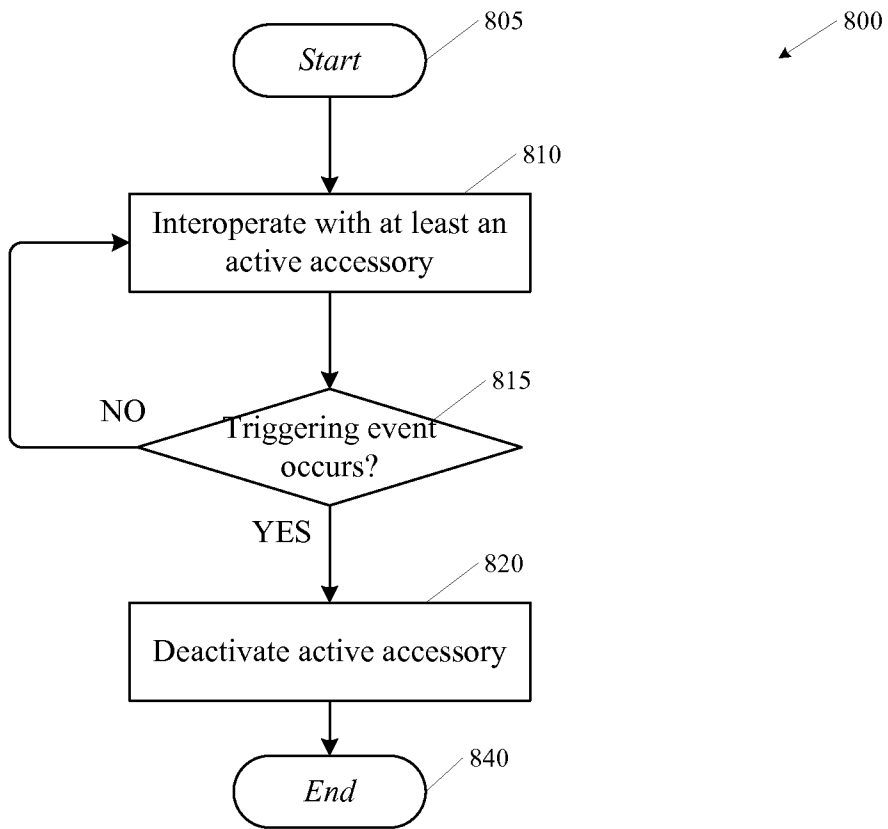 805
800
Start
810
Interoperate with at least an
active accessory
815
NO
Triggering event
occurs?
YES
820
Deactivate active accessory
840
End